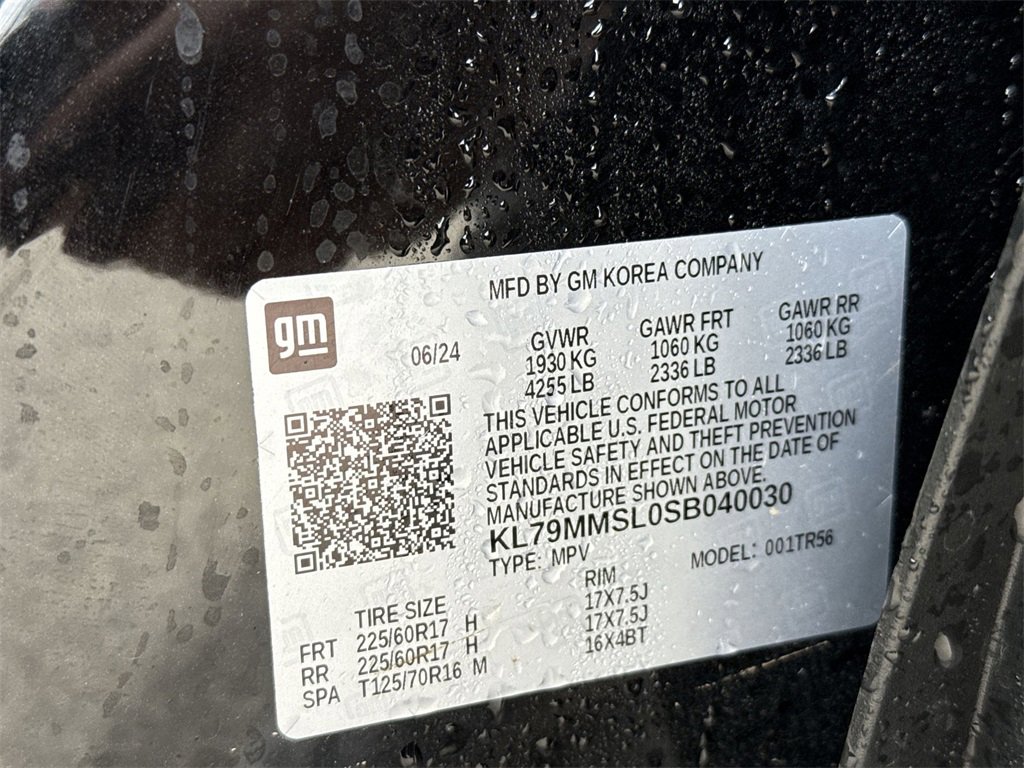 MFD BY GM KOREA COMPANY
gm
06/24
GVWR
1930 KG
4255 LB
GAWR FRT
1060 KG
2336 LB
GAWR RR
1060 KG
2336 LB
THIS VEHICLE CONFORMS TO ALL
APPLICABLE U.S. FEDERAL MOTOR
VEHICLE SAFETY AND THEFT PREVENTION
STANDARDS IN EFFECT ON THE DATE OF
MANUFACTURE SHOWN ABOVE.
KL79MMSL0SB040030
TYPE: MPV MODEL: 001TR56
TIRE SIZE RIM
FRT 225/60R17 H 17X7.5J
RR 225/60R17 H 17X7.5J
SPA T125/70R16 M 16X4BT